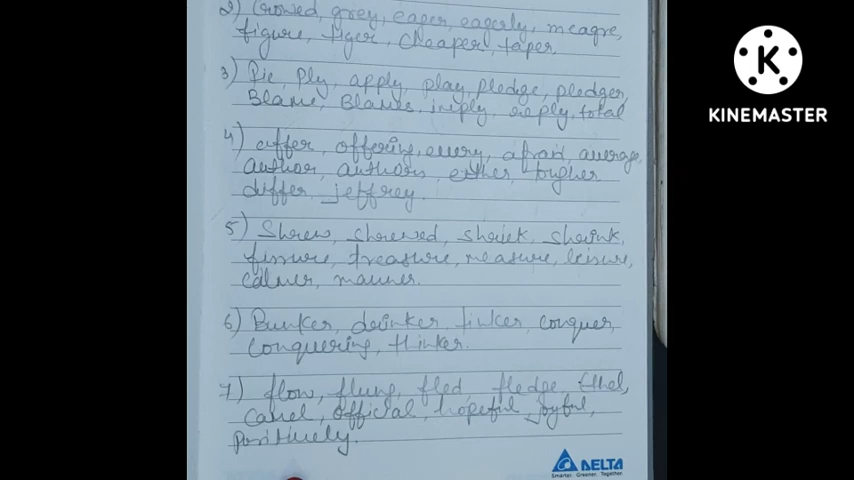 2) Crowed, grey, eager, eagerly, meagre,
figure, tiger, cheaper, taper.
3) Pie, Ply, apply, play, pledge, pledger,
Blame, Blames, imply, reply, total
4) offer, offering, every, afraid, average,
author, authors, either, tougher
differ, jeffrey.
5) Shrew, shrewed, shriek, shrink,
fissure, treasure, measure, leisure,
calmer, manner.
6) Bunker, drinker, tinker, conquer,
conquering, thinker.
7) flow, flung, fled, fledge, Ethel,
official, hopeful, joyful,
positively.
KINEMASTER
DELTA
Smarter. Greener. Together.